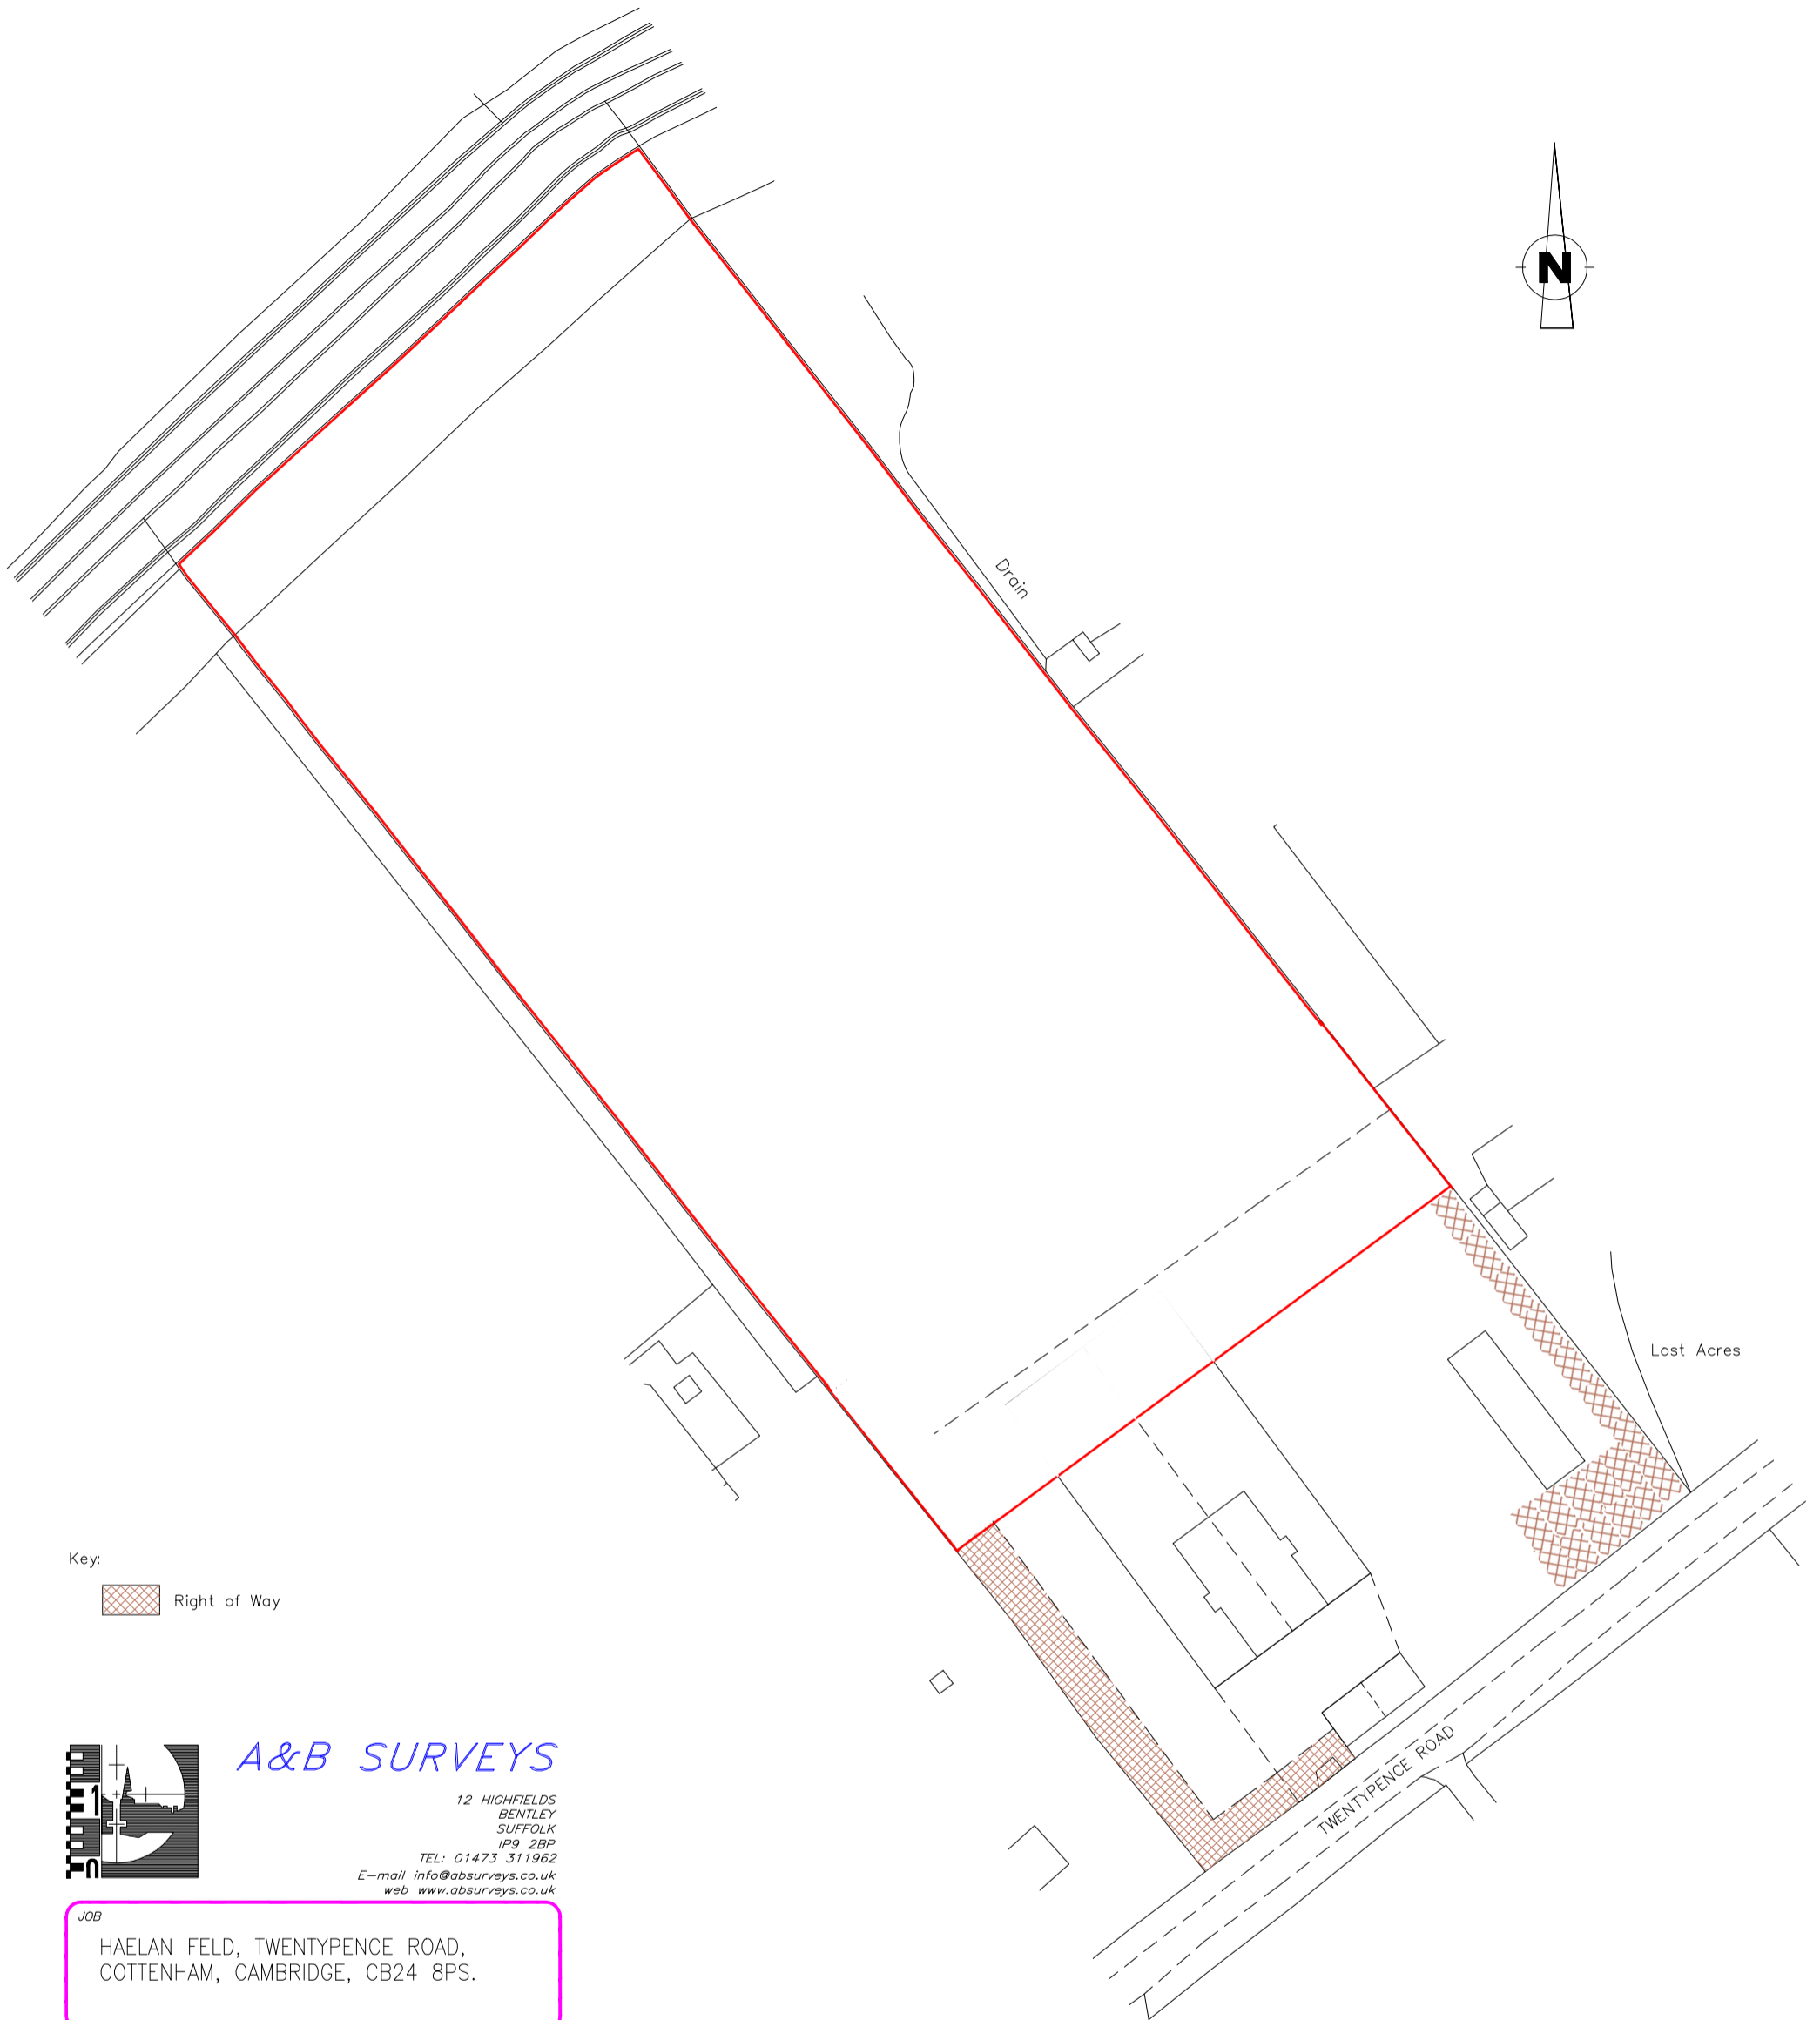 N
Drain
Lost Acres
TWENTYPENCE ROAD
Key:
Right of Way
A&B SURVEYS
12 HIGHFIELDS
BENTLEY
SUFFOLK
IP9 2BP
TEL: 01473 311962
E-mail info@absurveys.co.uk
web www.absurveys.co.uk
JOB
HAELAN FELD, TWENTYPENCE ROAD,
COTTENHAM, CAMBRIDGE, CB24 8PS.